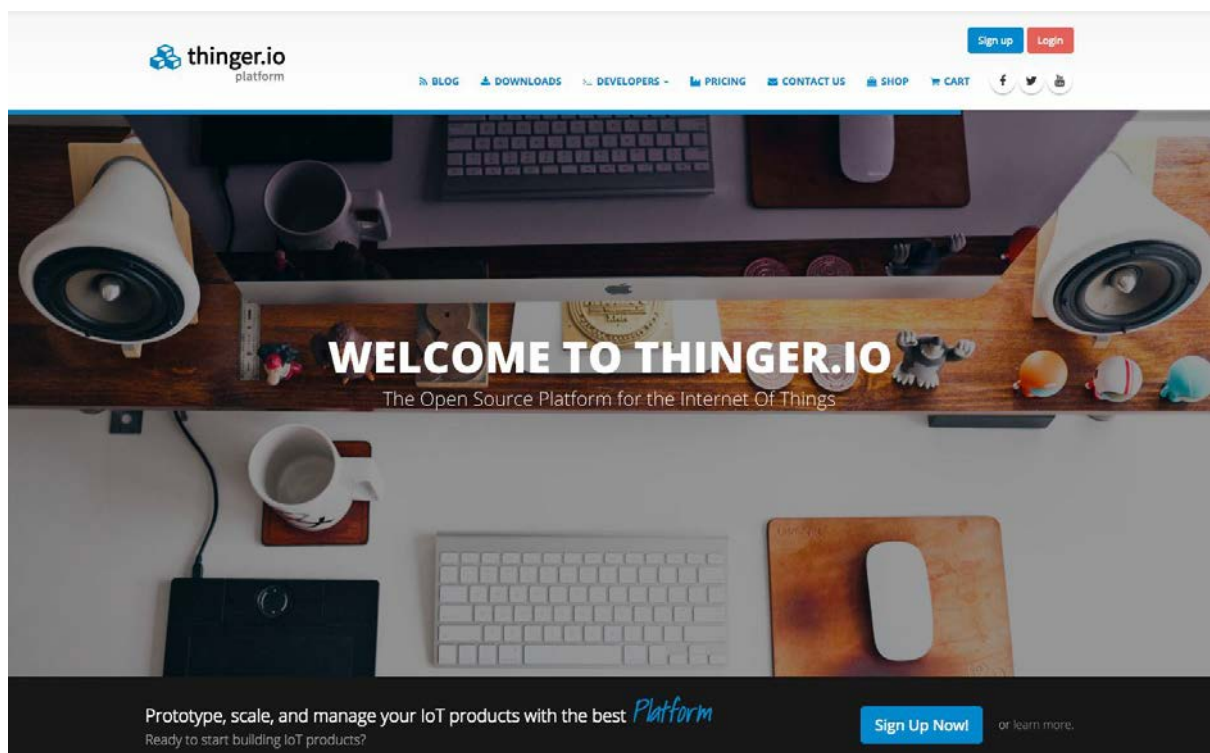 thinger.io
platform
Sign up Login
BLOG DOWNLOADS DEVELOPERS PRICING CONTACT US SHOP CART
WELCOME TO THINGER.IO
The Open Source Platform for the Internet Of Things
Prototype, scale, and manage your IoT products with the best Platform
Ready to start building IoT products?
Sign Up Now! or learn more.